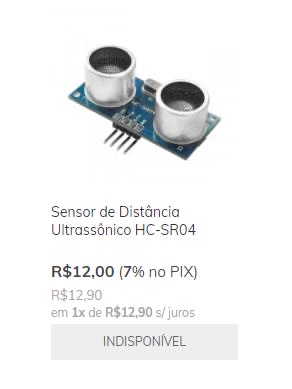 Sensor de Distância
Ultrassônico HC-SR04
R$12,00 (7% no PIX)
R$12,90
em 1x de R$12,90 s/ juros
INDISPONÍVEL